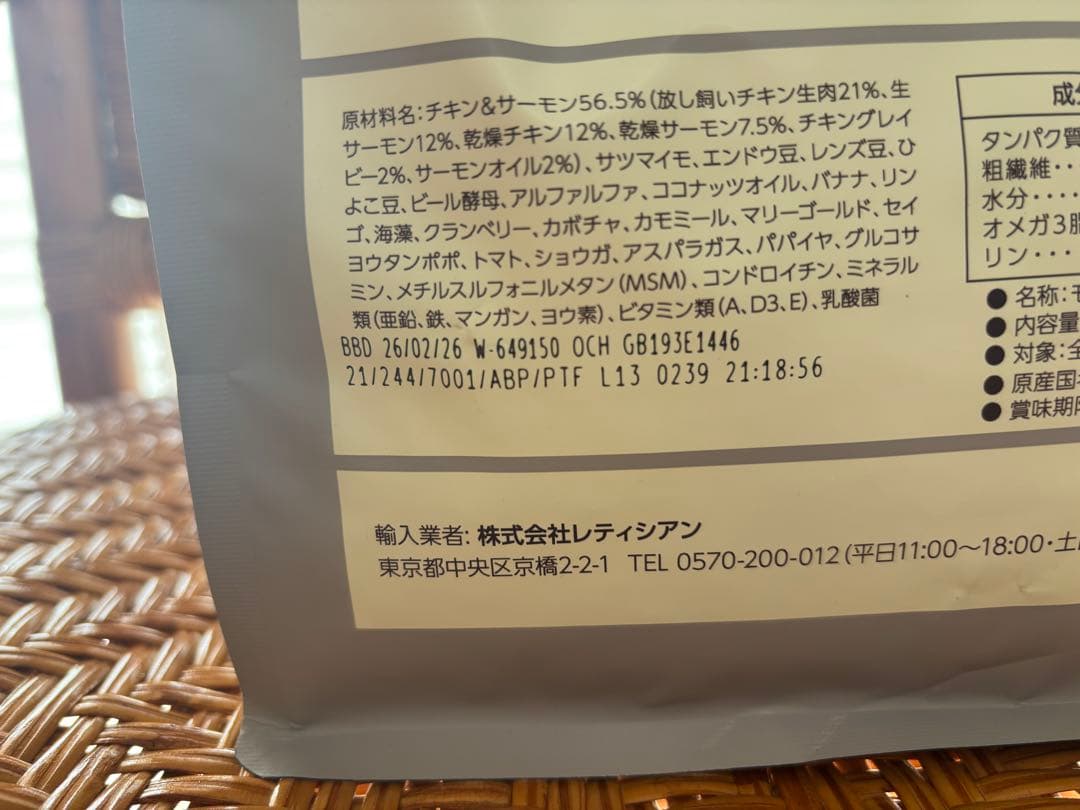 原材料名：チキン&サーモン56.5%（放し飼いチキン生肉21%、生
サーモン12%、乾燥チキン12%、乾燥サーモン7.5%、チキングレイ
ビー2%、サーモンオイル2%）、サツマイモ、エンドウ豆、レンズ豆、ひ
よこ豆、ビール酵母、アルファルファ、ココナッツオイル、バナナ、リン
ゴ、海藻、クランベリー、カボチャ、カモミール、マリーゴールド、セイ
ヨウタンポポ、トマト、ショウガ、アスパラガス、パパイヤ、グルコサ
ミン、メチルスルフォニルメタン（MSM）、コンドロイチン、ミネラル
類（亜鉛、鉄、マンガン、ヨウ素）、ビタミン類（A、D3、E）、乳酸菌
BBD 26/02/26 W-649150 OCH GB193E1446
21/244/7001/ABP/PTF L13 0239 21:18:56
成分
タンパク質
粗繊維‥
水分‥‥
オメガ3脂
リン‥‥
● 名称：
● 内容量
● 対象：全
● 原産国
● 賞味期限
輸入業者：株式会社レティシアン
東京都中央区京橋2-2-1 TEL 0570-200-012（平日11:00～18:00・土